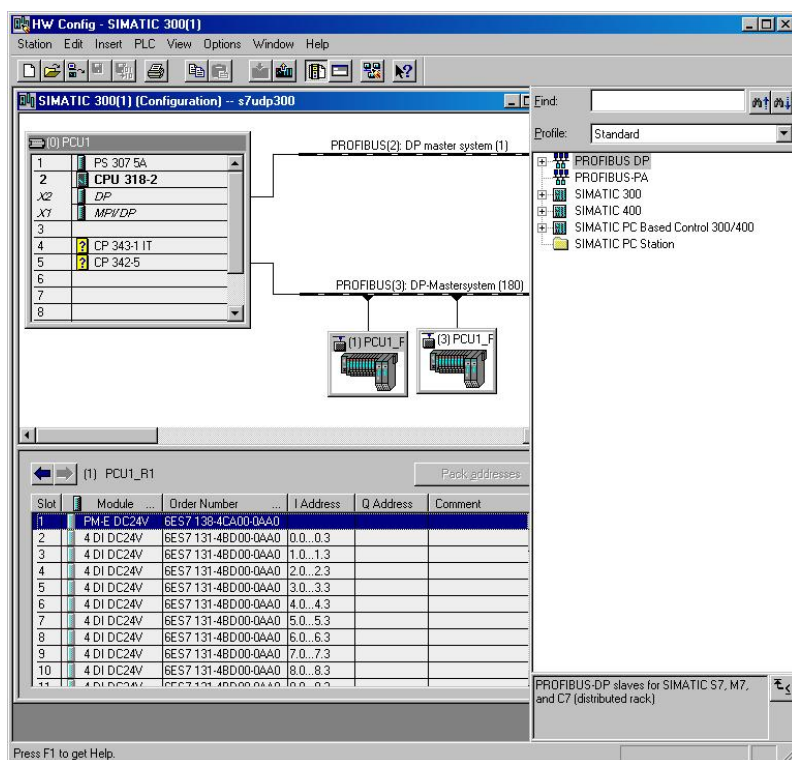 HW Config - SIMATIC 300(1)
Station Edit Insert PLC View Options Window Help
SIMATIC 300(1) (Configuration) -- s7udp300
(0) PCU1
1 PS 307 5A
2 CPU 318-2
X2 DP
X1 MPI/DP
3
4 CP 343-1 IT
5 CP 342-5
6
7
8
PROFIBUS(2): DP master system (1)
PROFIBUS(3): DP-Mastersystem (180)
(1) PCU1_F
(3) PCU1_F
(1) PCU1_R1
Pack addresses
Slot Module ... Order Number ... I Address Q Address Comment
1 PM-E DC24V 6ES7 138-4CA00-0AA0
2 4 DI DC24V 6ES7 131-4BD00-0AA0 0.0...0.3
3 4 DI DC24V 6ES7 131-4BD00-0AA0 1.0...1.3
4 4 DI DC24V 6ES7 131-4BD00-0AA0 2.0...2.3
5 4 DI DC24V 6ES7 131-4BD00-0AA0 3.0...3.3
6 4 DI DC24V 6ES7 131-4BD00-0AA0 4.0...4.3
7 4 DI DC24V 6ES7 131-4BD00-0AA0 5.0...5.3
8 4 DI DC24V 6ES7 131-4BD00-0AA0 6.0...6.3
9 4 DI DC24V 6ES7 131-4BD00-0AA0 7.0...7.3
10 4 DI DC24V 6ES7 131-4BD00-0AA0 8.0...8.3
Find:
Profile: Standard
PROFIBUS DP
PROFIBUS-PA
SIMATIC 300
SIMATIC 400
SIMATIC PC Based Control 300/400
SIMATIC PC Station
PROFIBUS-DP slaves for SIMATIC S7, M7,
and C7 (distributed rack)
Press F1 to get Help.